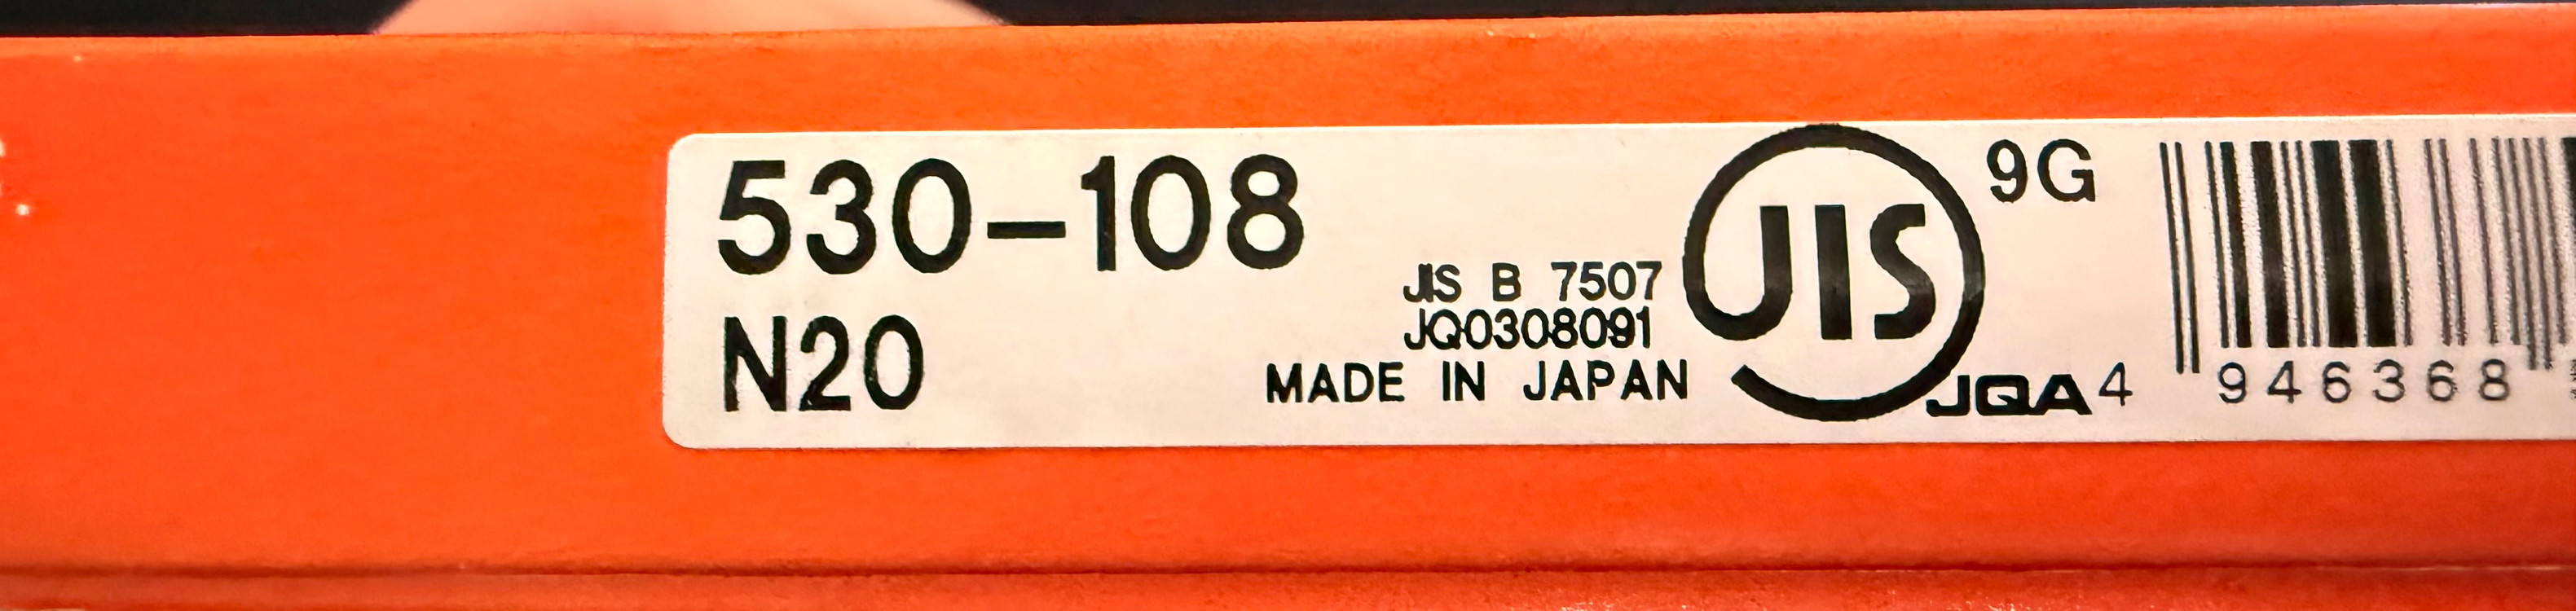 530-108
N20
JIS B 7507
JQ0308091
MADE IN JAPAN
JIS
JQA
9G
4 946368